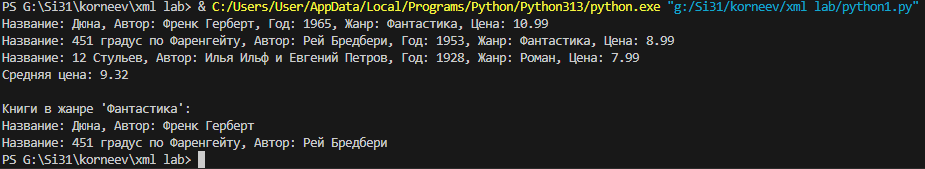 PS G:\Si31\korneev\xml lab> & C:/Users/User/AppData/Local/Programs/Python/Python313/python.exe "g:/Si31/korneev/xml lab/python1.py"
Название: Дюна, Автор: Френк Герберт, Год: 1965, Жанр: Фантастика, Цена: 10.99
Название: 451 градус по Фаренгейту, Автор: Рей Бредбери, Год: 1953, Жанр: Фантастика, Цена: 8.99
Название: 12 Стульев, Автор: Илья Ильф и Евгений Петров, Год: 1928, Жанр: Роман, Цена: 7.99
Средняя цена: 9.32
Книги в жанре 'Фантастика':
Название: Дюна, Автор: Френк Герберт
Название: 451 градус по Фаренгейту, Автор: Рей Бредбери
PS G:\Si31\korneev\xml lab>